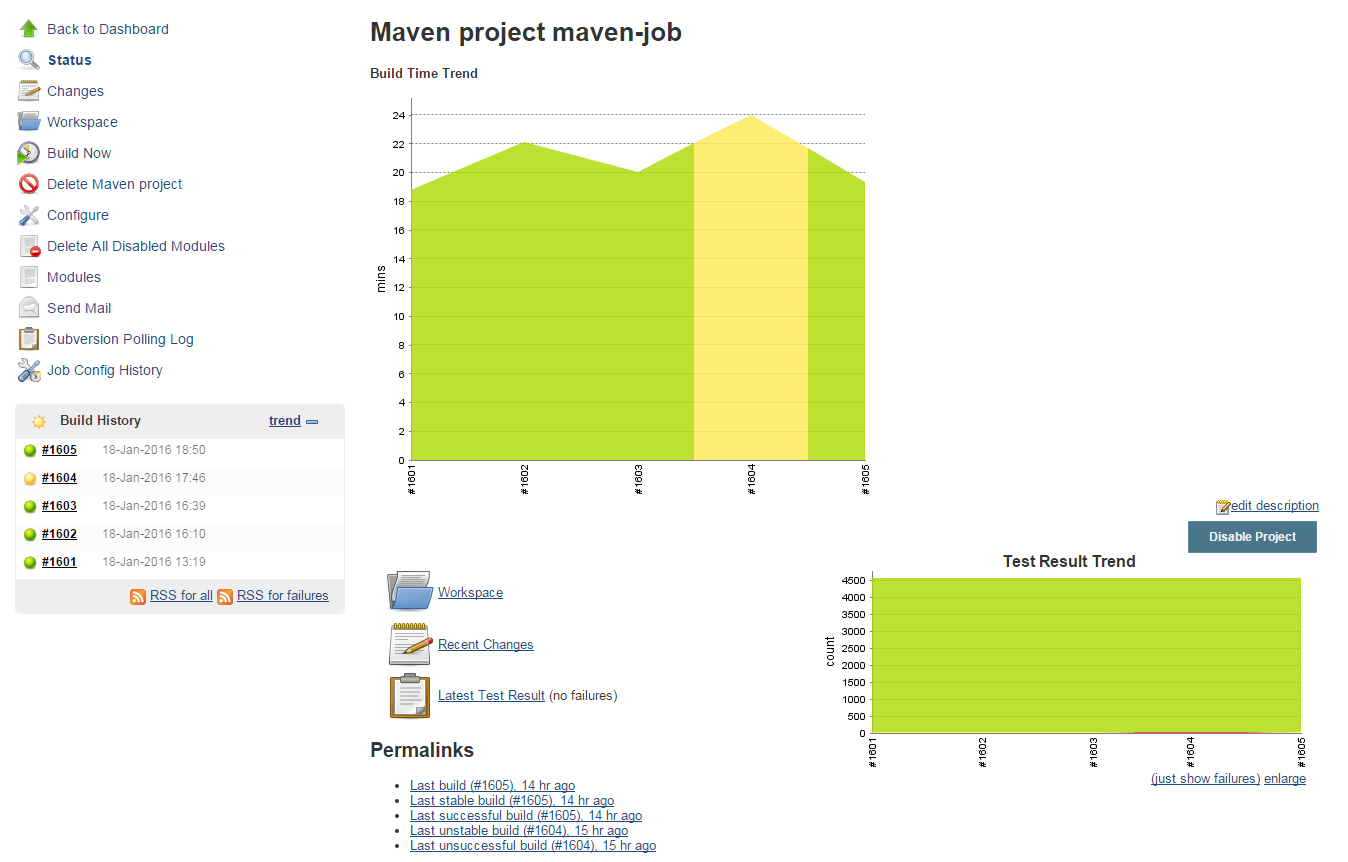 Back to Dashboard
Status
Changes
Workspace
Build Now
Delete Maven project
Configure
Delete All Disabled Modules
Modules
Send Mail
Subversion Polling Log
Job Config History
Build History trend
#1605 18-Jan-2016 18:50
#1604 18-Jan-2016 17:46
#1603 18-Jan-2016 16:39
#1602 18-Jan-2016 16:10
#1601 18-Jan-2016 13:19
RSS for all RSS for failures
Maven project maven-job
Build Time Trend
24
22
20
18
16
14
12
10
8
6
4
2
0
mins
#1601 #1602 #1603 #1604 #1605
edit description
Disable Project
Workspace
Recent Changes
Latest Test Result (no failures)
Test Result Trend
4500
4000
3500
3000
2500
2000
1500
1000
500
0
count
#1601 #1602 #1603 #1604 #1605
(just show failures) enlarge
Permalinks
Last build (#1605), 14 hr ago
Last stable build (#1605), 14 hr ago
Last successful build (#1605), 14 hr ago
Last unstable build (#1604), 15 hr ago
Last unsuccessful build (#1604), 15 hr ago